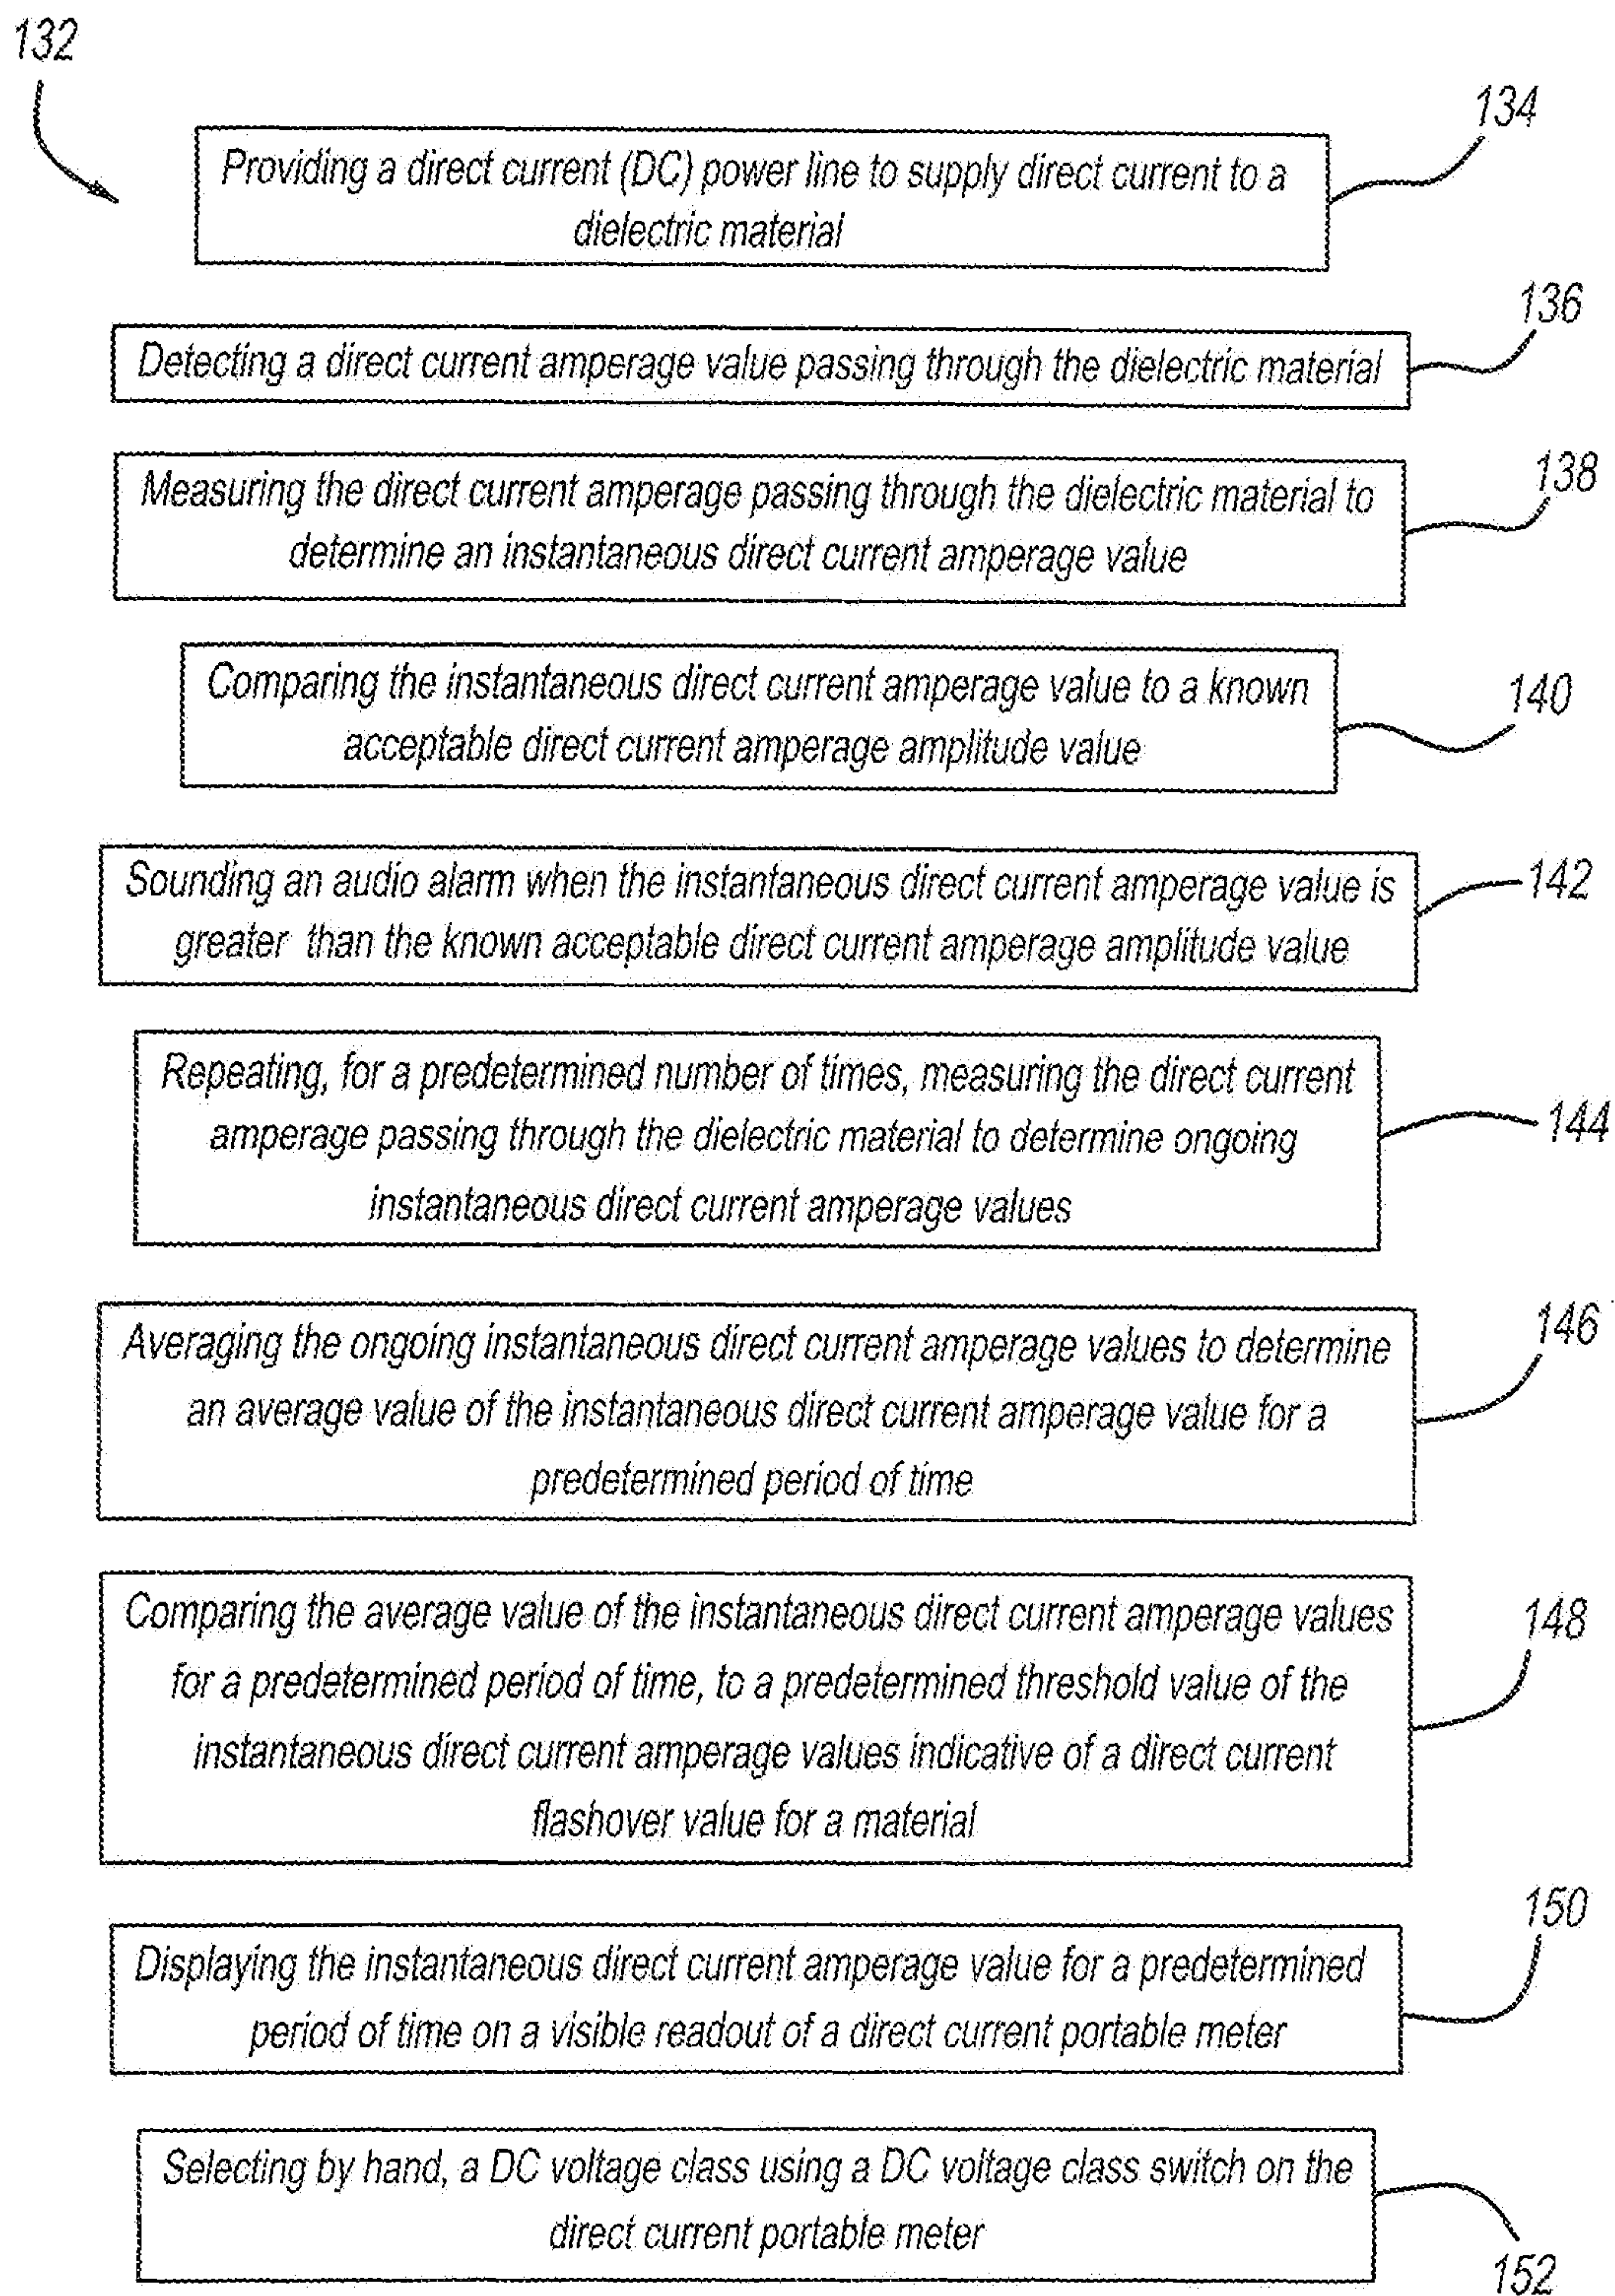 132
134
Providing a direct current (DC) power line to supply direct current to a
dielectric material
136
Detecting a direct current amperage value passing through the dielectric material
138
Measuring the direct current amperage passing through the dielectric material to
determine an instantaneous direct current amperage value
140
Comparing the instantaneous direct current amperage value to a known
acceptable direct current amperage amplitude value
142
Sounding an audio alarm when the instantaneous direct current amperage value is
greater than the known acceptable direct current amperage amplitude value
144
Repeating, for a predetermined number of times, measuring the direct current
amperage passing through the dielectric material to determine ongoing
instantaneous direct current amperage values
146
Averaging the ongoing instantaneous direct current amperage values to determine
an average value of the instantaneous direct current amperage value for a
predetermined period of time
148
Comparing the average value of the instantaneous direct current amperage values
for a predetermined period of time, to a predetermined threshold value of the
instantaneous direct current amperage values indicative of a direct current
flashover value for a material
150
Displaying the instantaneous direct current amperage value for a predetermined
period of time on a visible readout of a direct current portable meter
Selecting by hand, a DC voltage class using a DC voltage class switch on the
direct current portable meter
152